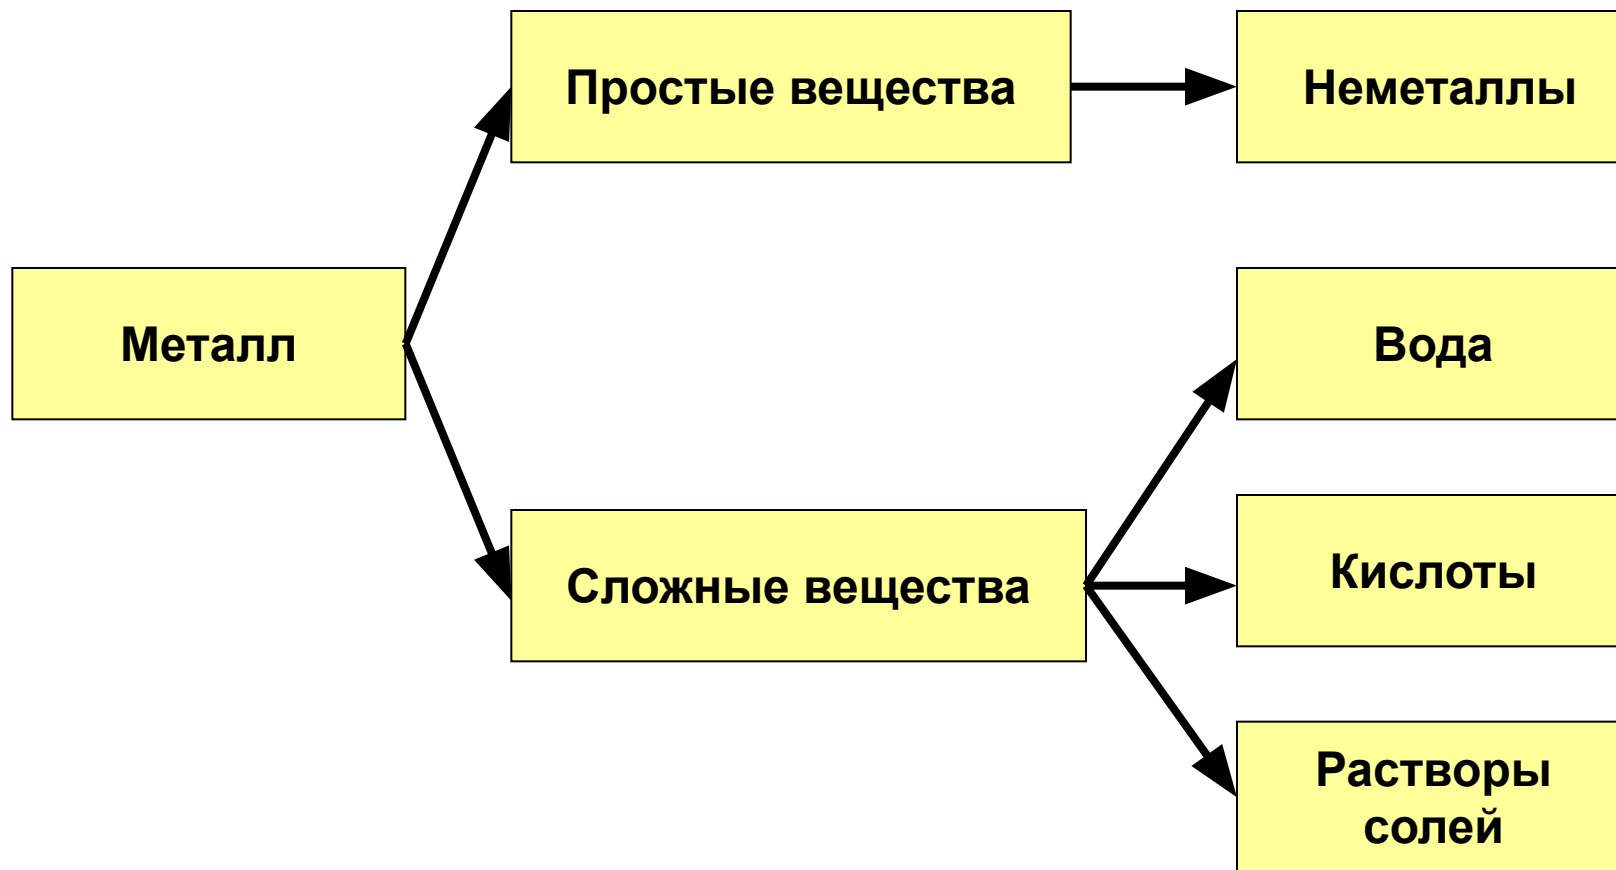 Простые вещества
Неметаллы
Металл
Вода
Сложные вещества
Кислоты
Растворы
солей